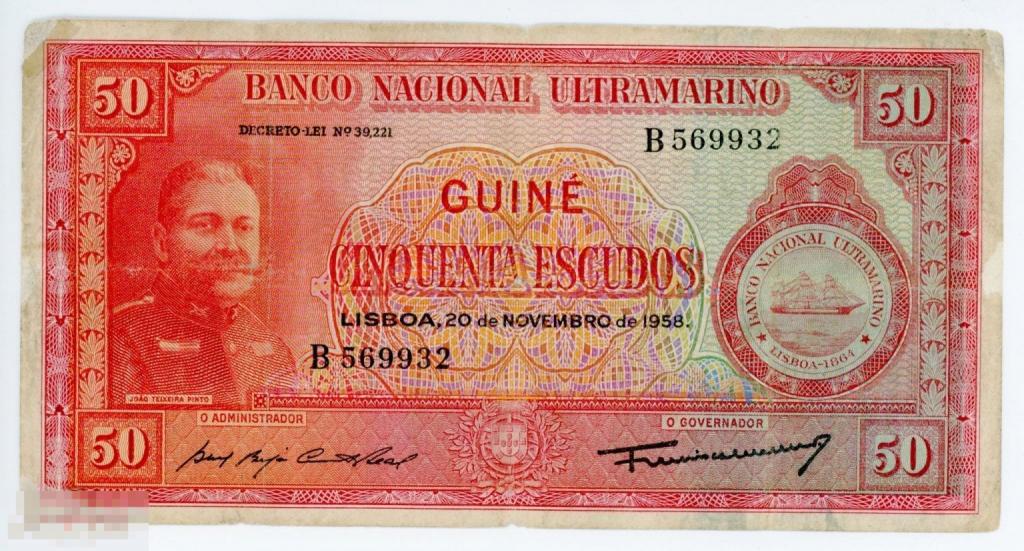 50 BANCO NACIONAL ULTRAMARINO 50
DECRETO-LEI Nº 39,221
B 569932
GUINÉ
CINQUENTA ESCUDOS
LISBOA, 20 de NOVEMBRO de 1958.
B 569932
BANCO NACIONAL ULTRAMARINO
LISBOA-1864
JOÃO TEIXEIRA PINTO
O ADMINISTRADOR
O GOVERNADOR
50 50